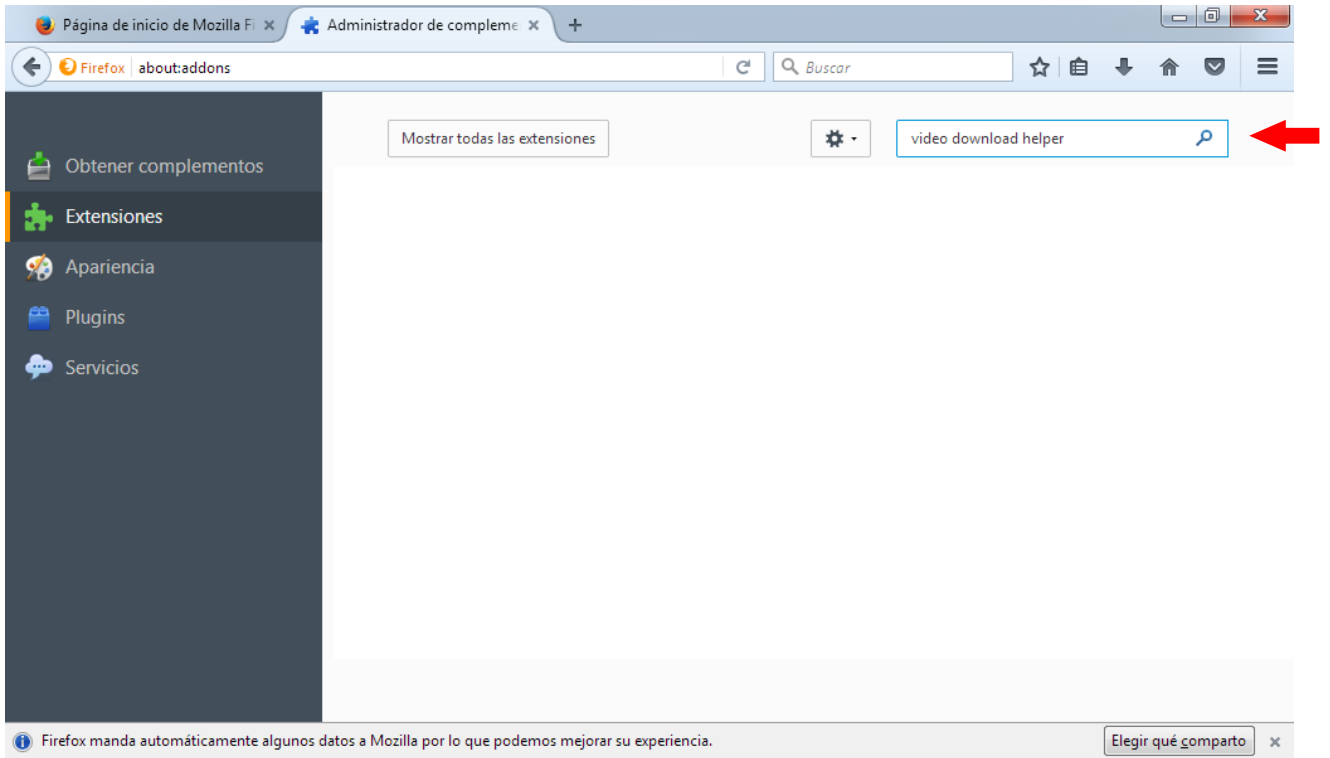 Página de inicio de Mozilla Fi
Administrador de compleme
Firefox about:addons
Buscar
Mostrar todas las extensiones
video download helper
Obtener complementos
Extensiones
Apariencia
Plugins
Servicios
Firefox manda automáticamente algunos datos a Mozilla por lo que podemos mejorar su experiencia.
Elegir qué comparto